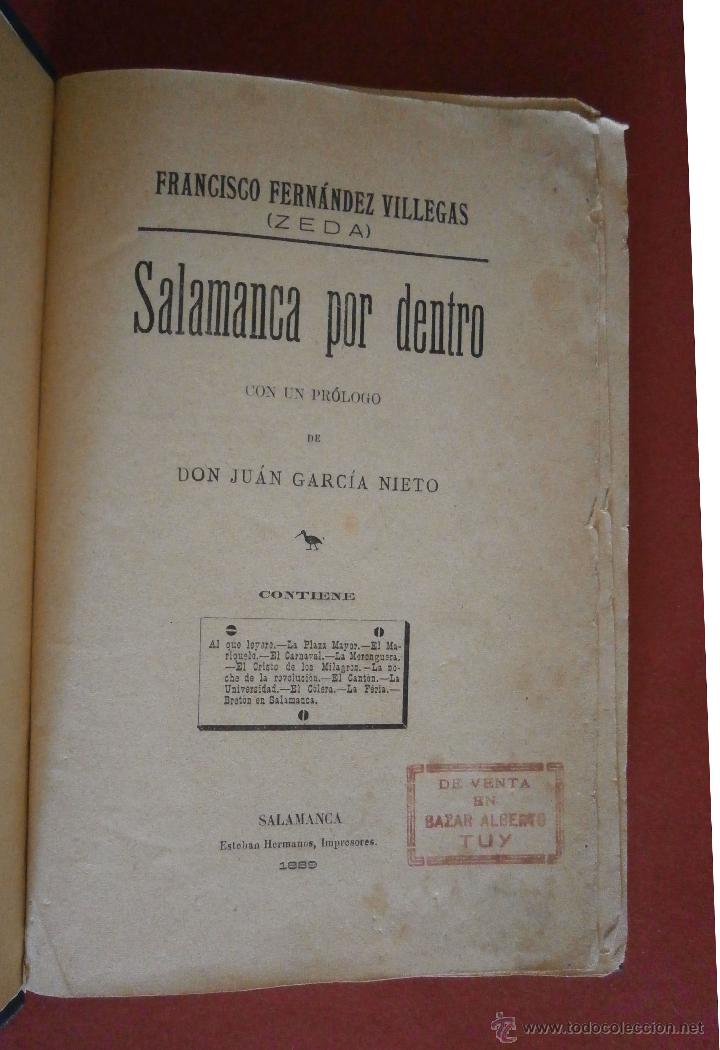 FRANCISCO FERNÁNDEZ VILLEGAS
(ZEDA)
Salamanca por dentro
CON UN PRÓLOGO
DE
DON JUÁN GARCÍA NIETO
CONTIENE
Al que leyere.—La Plaza Mayor.—El Ma-
riquelo.—El Carnaval.—La Merenguera.
—El Cristo de los Milagros.—La no-
che de la revolución.—El Cantón.—La
Universidad.—El Cólera.—La Féria.—
Bretón en Salamanca.
SALAMANCA
Esteban Hermanos, Impresores.
1889
DE VENTA
EN
BAZAR ALBERTO
TUY
© www.todocoleccion.net